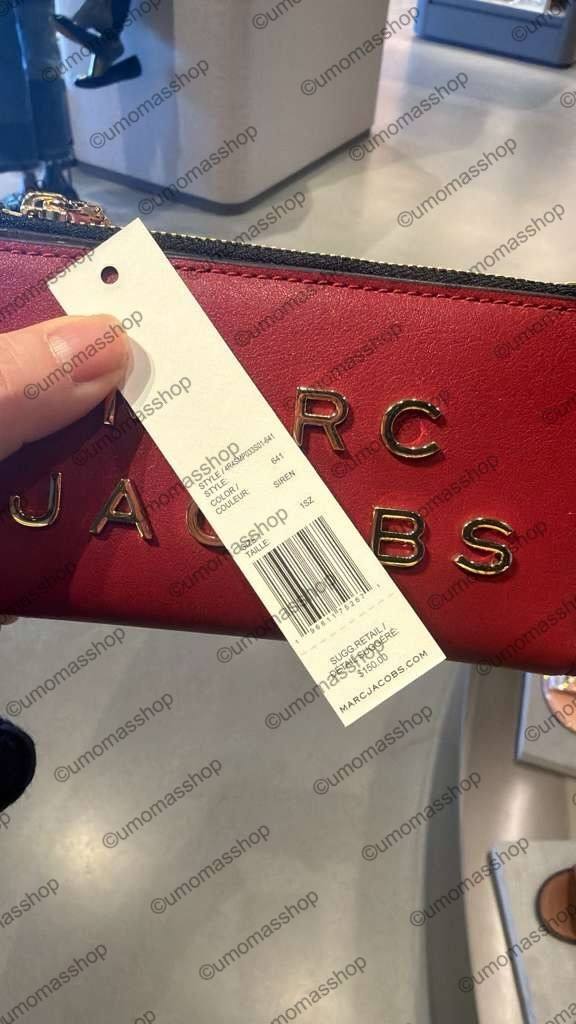 MARC
JACOBS
STYLE / 4R4SMP033S01-641
STYLE:
COLOR / 641
COULEUR: SIREN
SIZE / 1SZ
TAILLE:
SUGG RETAIL /
DETAIL SUGGÉRÉ:
$150.00
MARCJACOBS.COM
©umomasshop